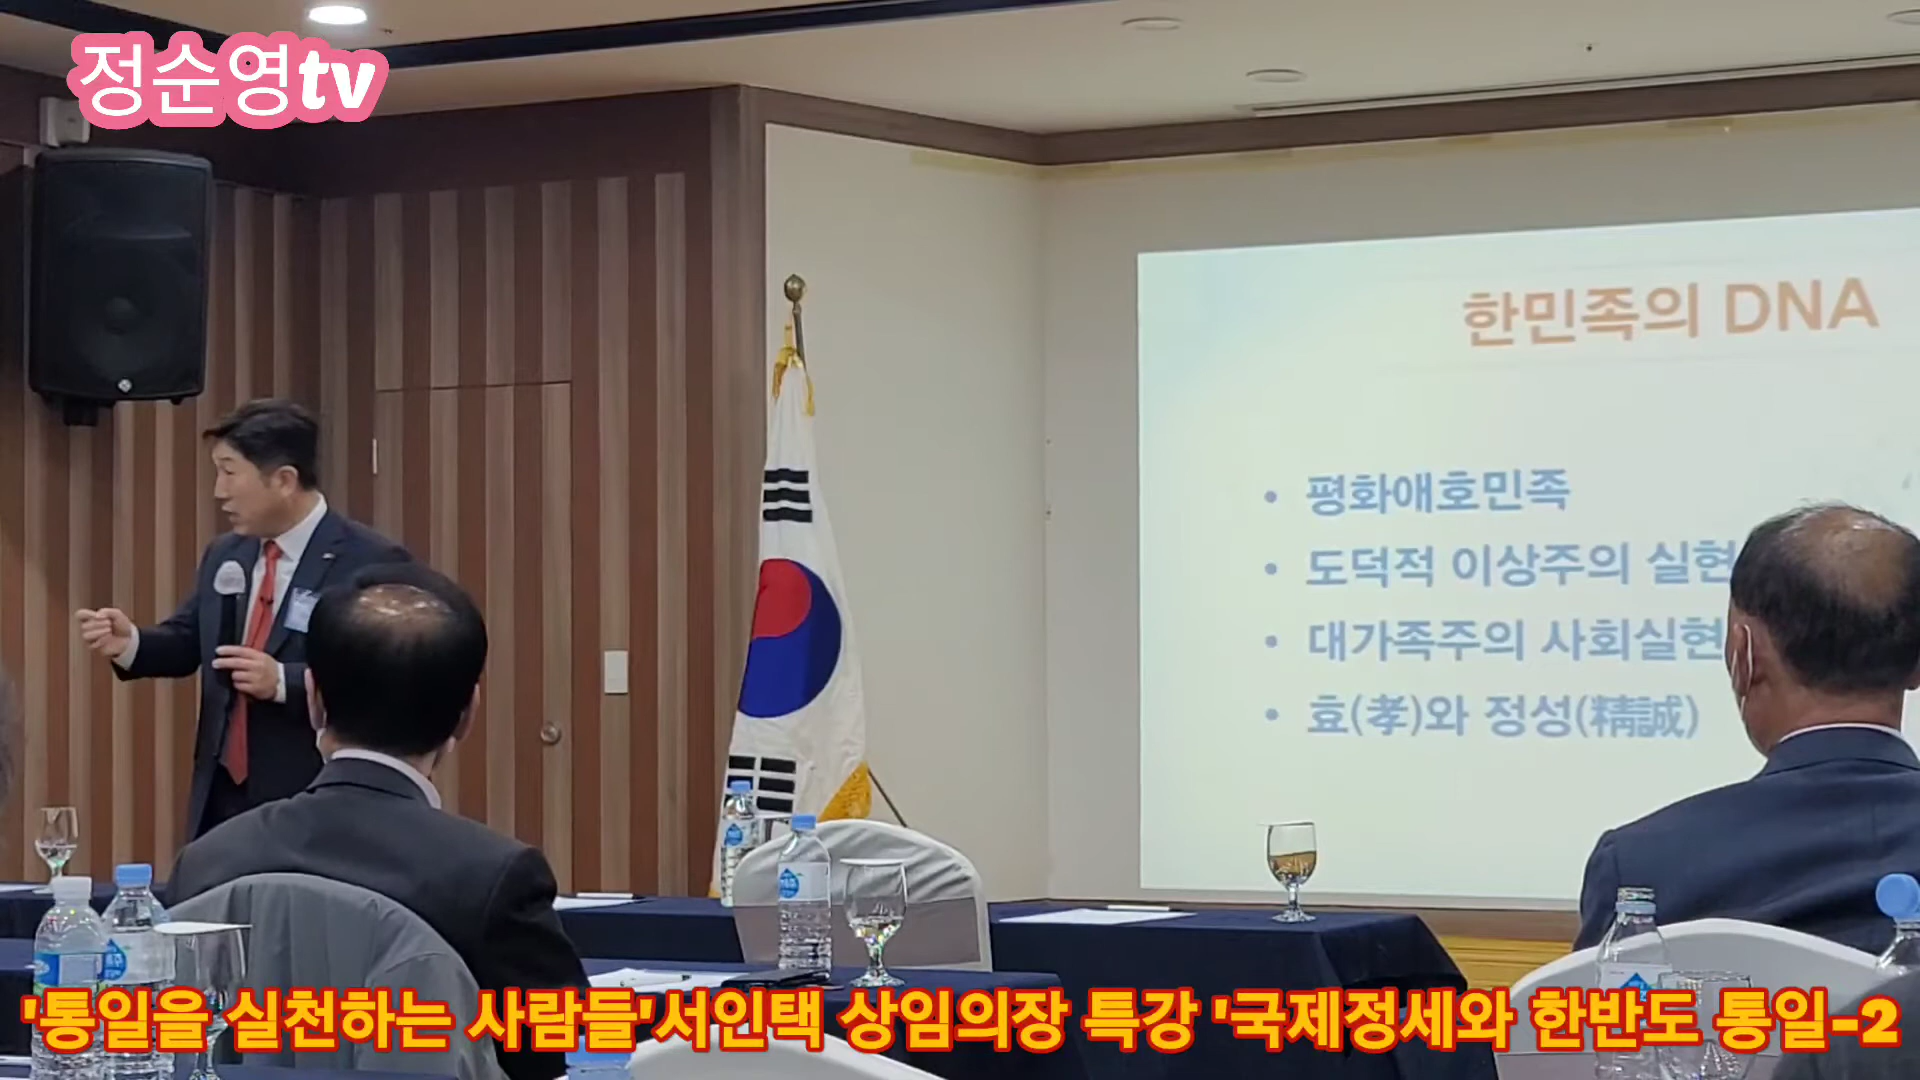 정순영tv
한민족의 DNA
• 평화애호민족
• 도덕적 이상주의 실현
• 대가족주의 사회실현
• 효(孝)와 정성(精誠)
'통일을 실천하는 사람들'서인택 상임의장 특강 '국제정세와 한반도 통일-2